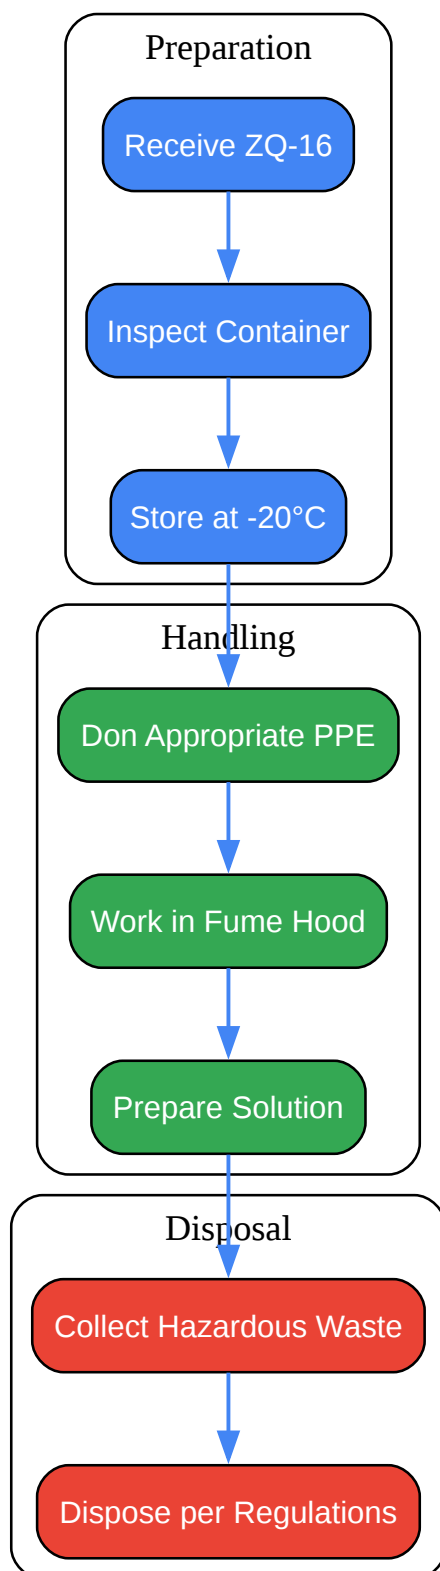 Preparation
Receive ZQ-16
Inspect Container
Store at -20°C
Handling
Don Appropriate PPE
Work in Fume Hood
Prepare Solution
Disposal
Collect Hazardous Waste
Dispose per Regulations